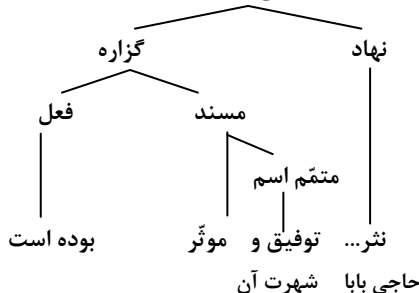 نهاد گزاره
مسند فعل
متمّم اسم
نثر... توفیق و موثّر بوده است
حاجی بابا شهرت آن